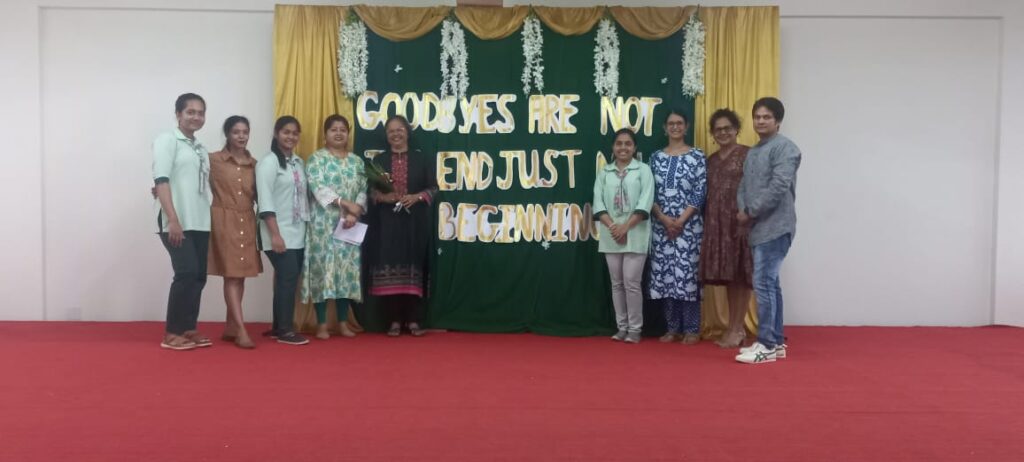 GOODBYES ARE NOT
END JUST
BEGINNIN